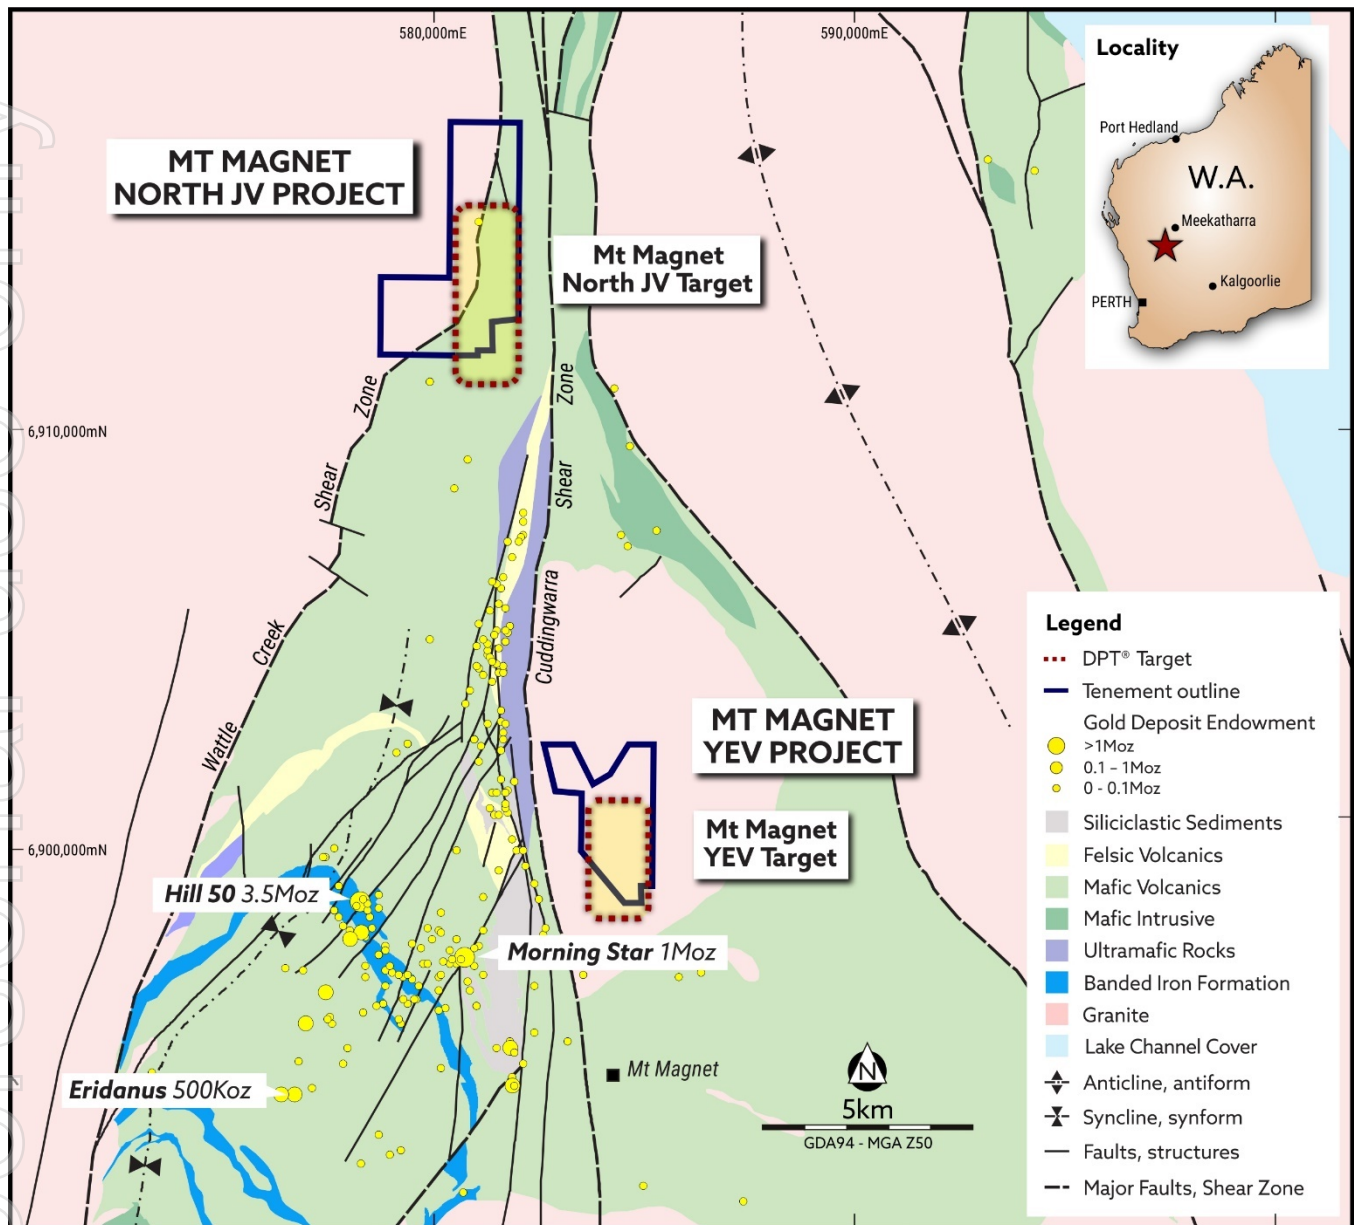 580,000mE
590,000mE
Locality
Port Hedland
W.A.
Meekatharra
Kalgoorlie
PERTH
MT MAGNET
NORTH JV PROJECT
Mt Magnet
North JV Target
Zone
Shear
Creek
Wattle
Zone
Shear
Cuddingwarra
6,910,000mN
MT MAGNET
YEV PROJECT
Mt Magnet
YEV Target
6,900,000mN
Hill 50 3.5Moz
Morning Star 1Moz
Eridanus 500Koz
Mt Magnet
N
5km
GDA94 - MGA Z50
Legend
DPT® Target
Tenement outline
Gold Deposit Endowment
>1Moz
0.1 – 1Moz
0 - 0.1Moz
Siliciclastic Sediments
Felsic Volcanics
Mafic Volcanics
Mafic Intrusive
Ultramafic Rocks
Banded Iron Formation
Granite
Lake Channel Cover
Anticline, antiform
Syncline, synform
Faults, structures
Major Faults, Shear Zone